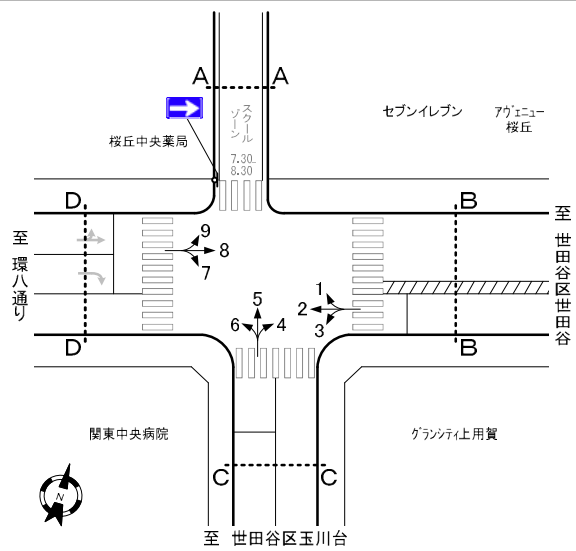 A A
スクール
ゾーン
7.30-
8.30
セブンイレブン
アヴェニュー
桜丘
桜丘中央薬局
D
B
至 環八通り
至 世田谷区世田谷
9
8
7
1
2
3
5
6 4
D
B
関東中央病院
グランシティ上用賀
N
C C
至 世田谷区玉川台